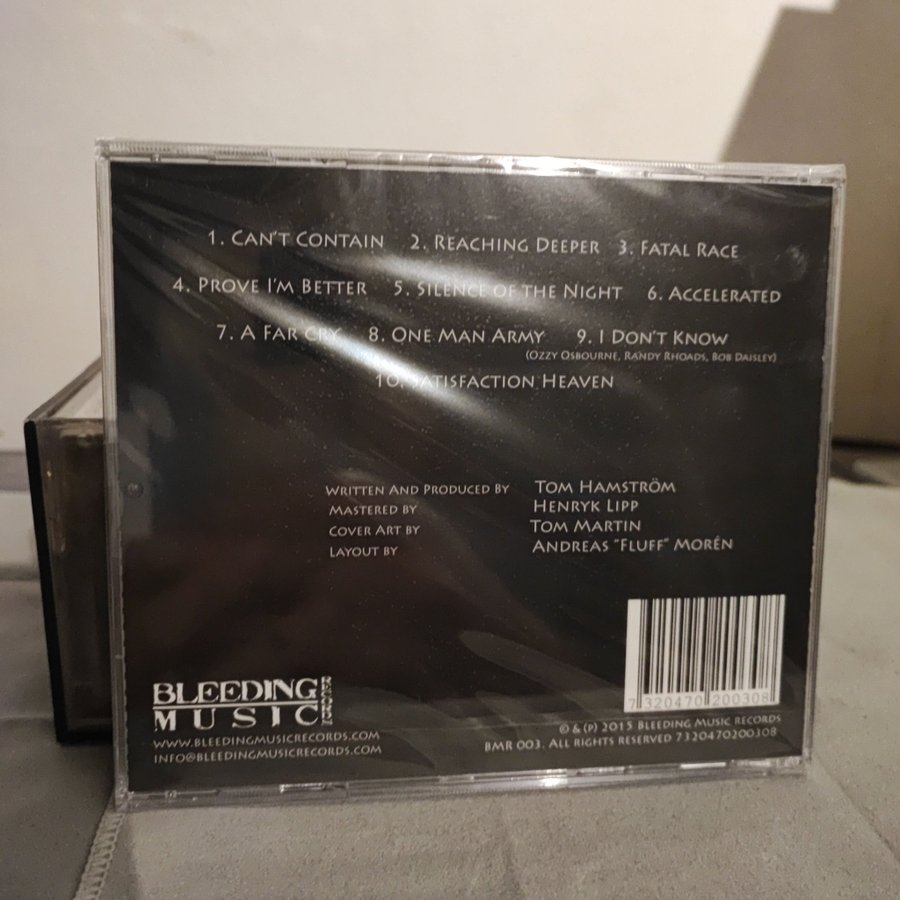 1. Can't Contain 2. Reaching Deeper 3. Fatal Race
4. Prove I'm Better 5. Silence of the Night 6. Accelerated
7. A Far Cry 8. One Man Army 9. I Don't Know
(Ozzy Osbourne, Randy Rhoads, Bob Daisley)
10. Satisfaction Heaven
Written And Produced by Tom Hamström
Mastered by Henryk Lipp
Cover Art by Tom Martin
Layout by Andreas "Fluff" Morén
BLEEDING
MUSIC
RECORDS
www.bleedingmusicrecords.com
info@bleedingmusicrecords.com
7 320470 200308
© & (P) 2015 Bleeding Music Records
BMR 003. All rights reserved 7320470200308